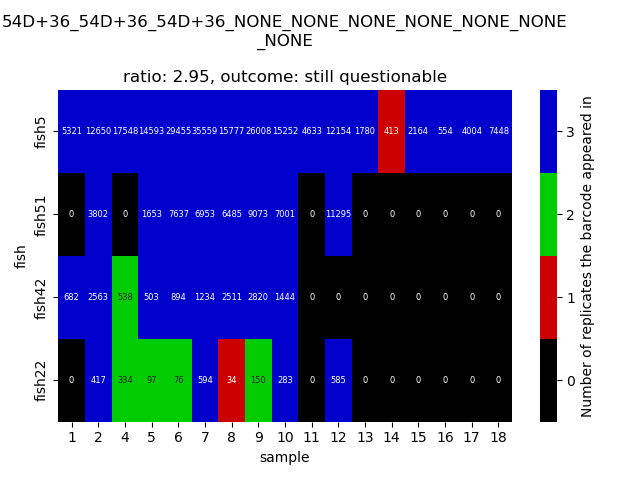 54D+36_54D+36_54D+36_NONE_NONE_NONE_NONE_NONE_NONE
_NONE
ratio: 2.95, outcome: still questionable
fish5 5321 12650 17548 14593 29455 35559 15777 26008 15252 4633 12154 1780 413 2164 554 4004 7448
fish51 0 3802 0 1653 7637 6953 6485 9073 7001 0 11295 0 0 0 0 0 0
fish42 682 2563 538 503 894 1234 2511 2820 1444 0 0 0 0 0 0 0 0
fish22 0 417 334 97 76 594 34 150 283 0 585 0 0 0 0 0 0
1 2 4 5 6 7 8 9 10 11 12 13 14 15 16 17 18
sample
fish
3
2
1
0
Number of replicates the barcode appeared in